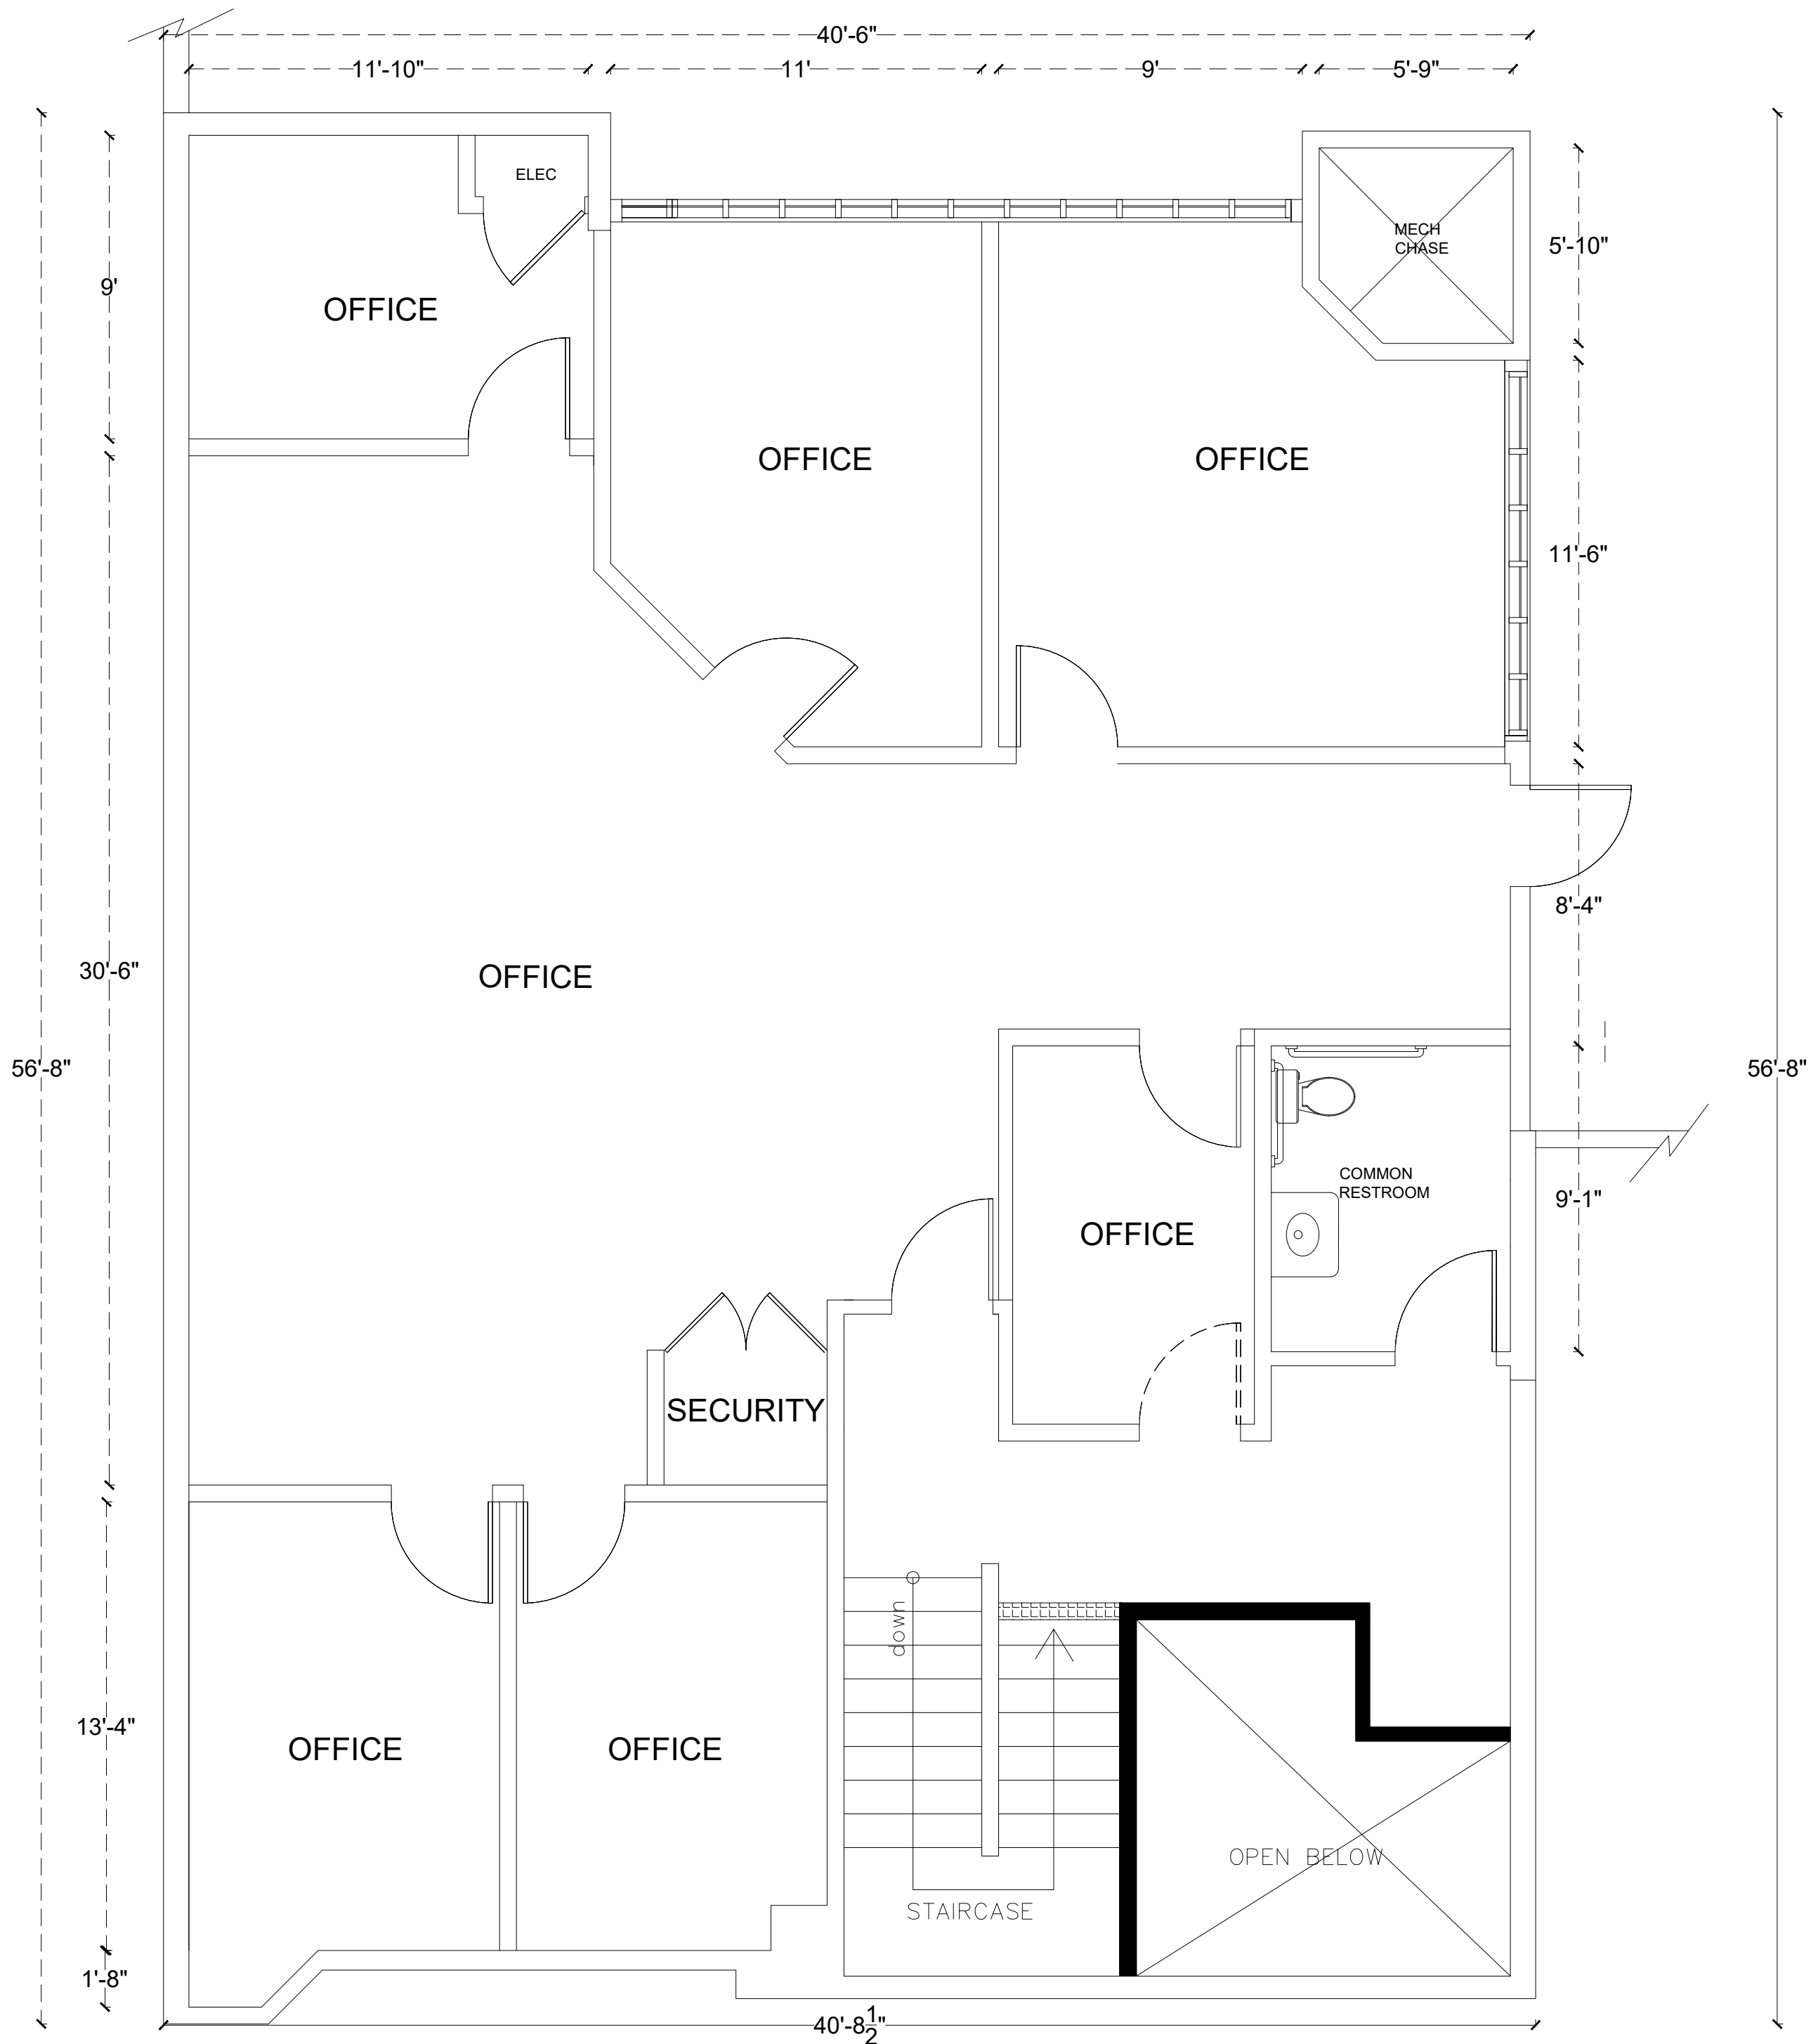 40'-6"
11'-10"
11'
9'
5'-9"
ELEC
MECH
CHASE
5'-10"
9'
OFFICE
OFFICE
OFFICE
11'-6"
8'-4"
30'-6"
OFFICE
56'-8"
56'-8"
COMMON
RESTROOM
9'-1"
OFFICE
SECURITY
down
13'-4"
OFFICE
OFFICE
OPEN BELOW
STAIRCASE
1'-8"
40'-8 1/2"